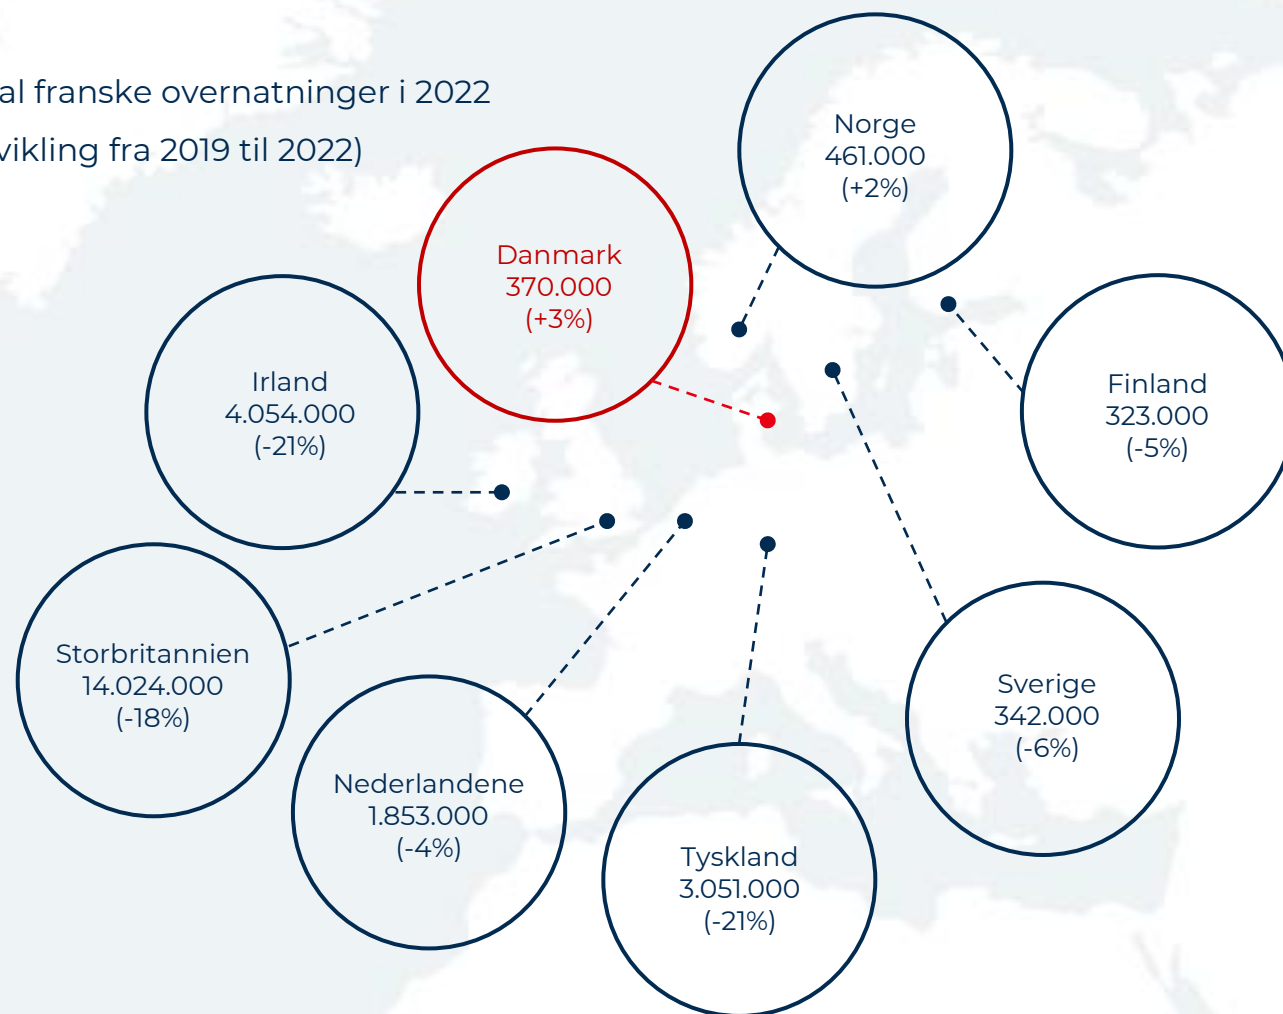 al franske overnatninger i 2022
vikling fra 2019 til 2022)
Norge
461.000
(+2%)
Danmark
370.000
(+3%)
Irland
4.054.000
(-21%)
Finland
323.000
(-5%)
Storbritannien
14.024.000
(-18%)
Sverige
342.000
(-6%)
Nederlandene
1.853.000
(-4%)
Tyskland
3.051.000
(-21%)